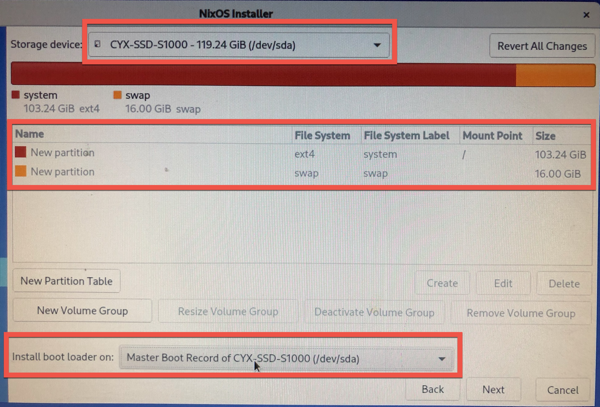 NixOS Installer
Storage device: CYX-SSD-S1000 - 119.24 GiB (/dev/sda) Revert All Changes
system swap
103.24 GiB ext4 16.00 GiB swap
Name File System File System Label Mount Point Size
New partition ext4 system / 103.24 GiB
New partition swap swap 16.00 GiB
New Partition Table Create Edit Delete
New Volume Group Resize Volume Group Deactivate Volume Group Remove Volume Group
Install boot loader on: Master Boot Record of CYX-SSD-S1000 (/dev/sda)
Back Next Cancel